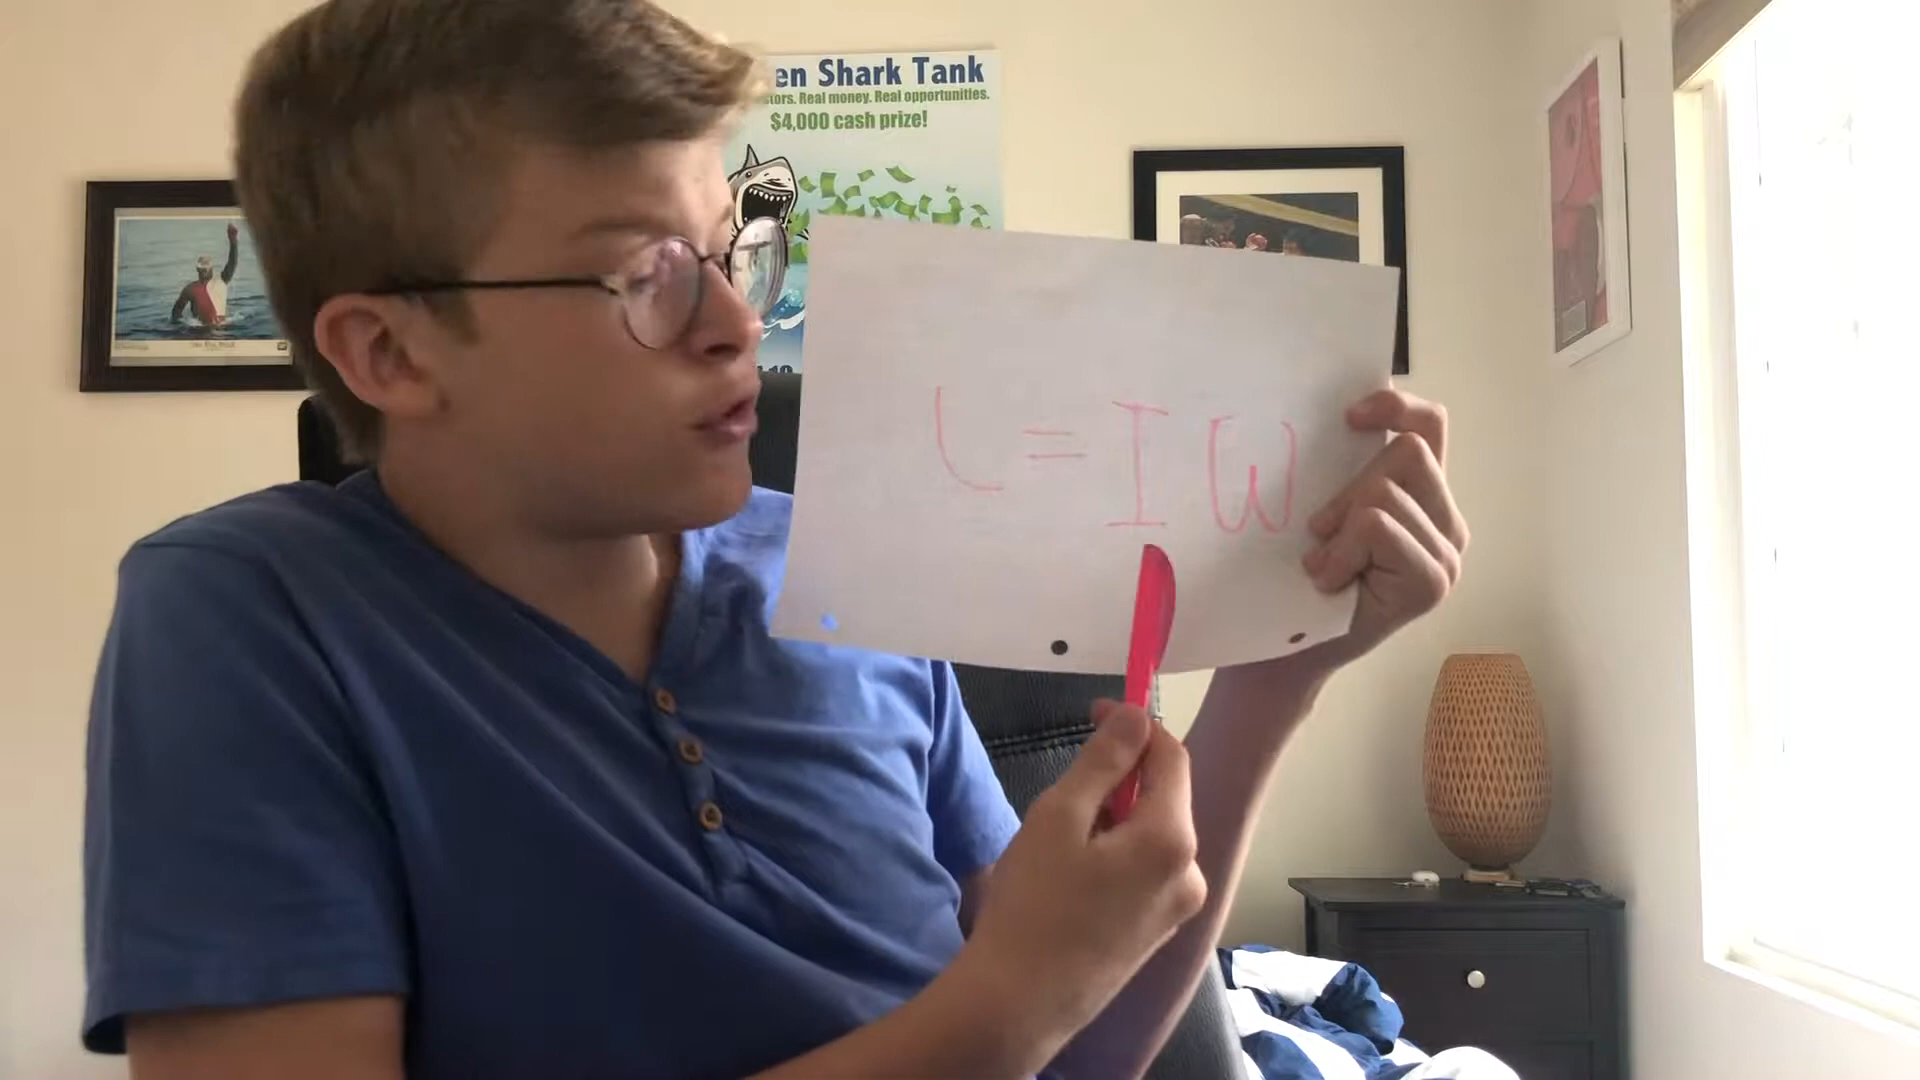 en Shark Tank
stors. Real money. Real opportunities.
$4,000 cash prize!
L = I ω